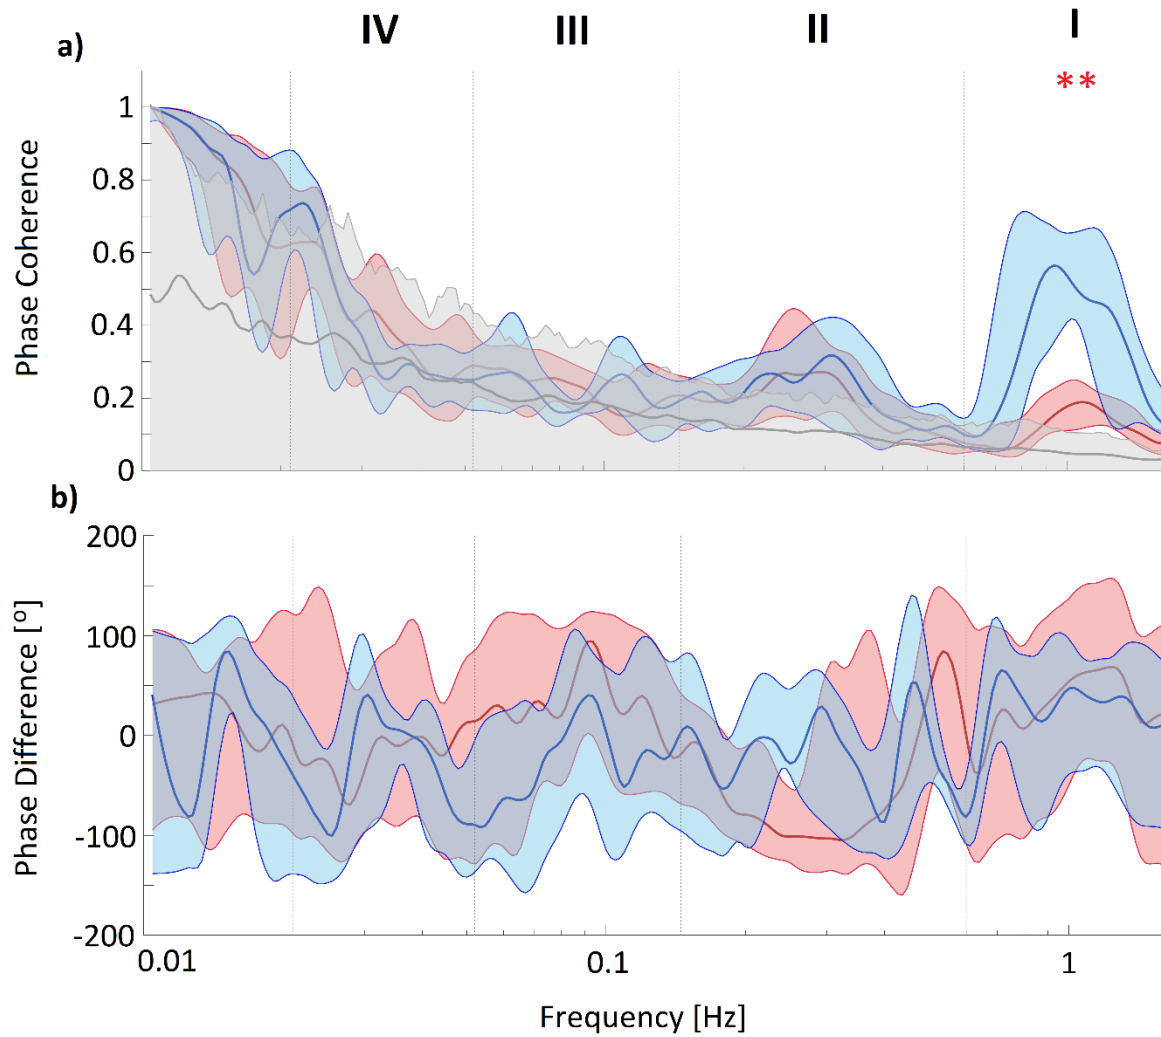 IV III II I
a)
**
1
0.8
0.6
0.4
0.2
0
Phase Coherence
b)
200
100
0
-100
-200
Phase Difference [º]
0.01 0.1 1
Frequency [Hz]